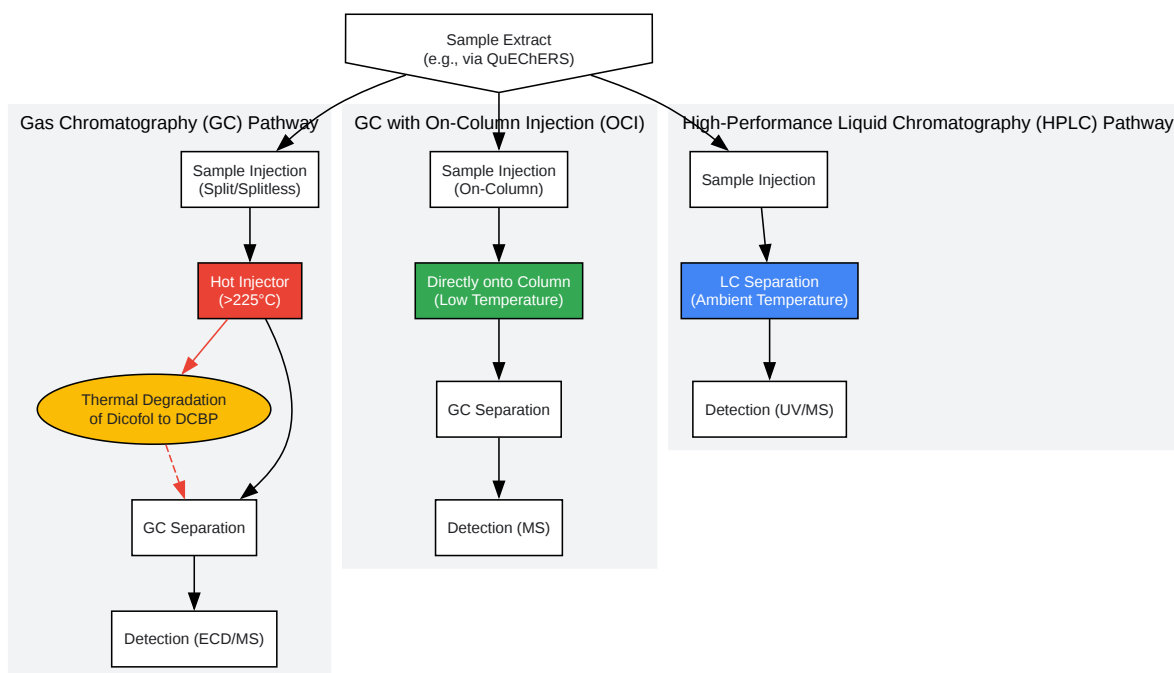 Sample Extract
(e.g., via QuEChERS)
Gas Chromatography (GC) Pathway
Sample Injection
(Split/Splitless)
Hot Injector
(>225°C)
Thermal Degradation
of Dicofol to DCBP
GC Separation
Detection (ECD/MS)
GC with On-Column Injection (OCI)
Sample Injection
(On-Column)
Directly onto Column
(Low Temperature)
GC Separation
Detection (MS)
High-Performance Liquid Chromatography (HPLC) Pathway
Sample Injection
LC Separation
(Ambient Temperature)
Detection (UV/MS)